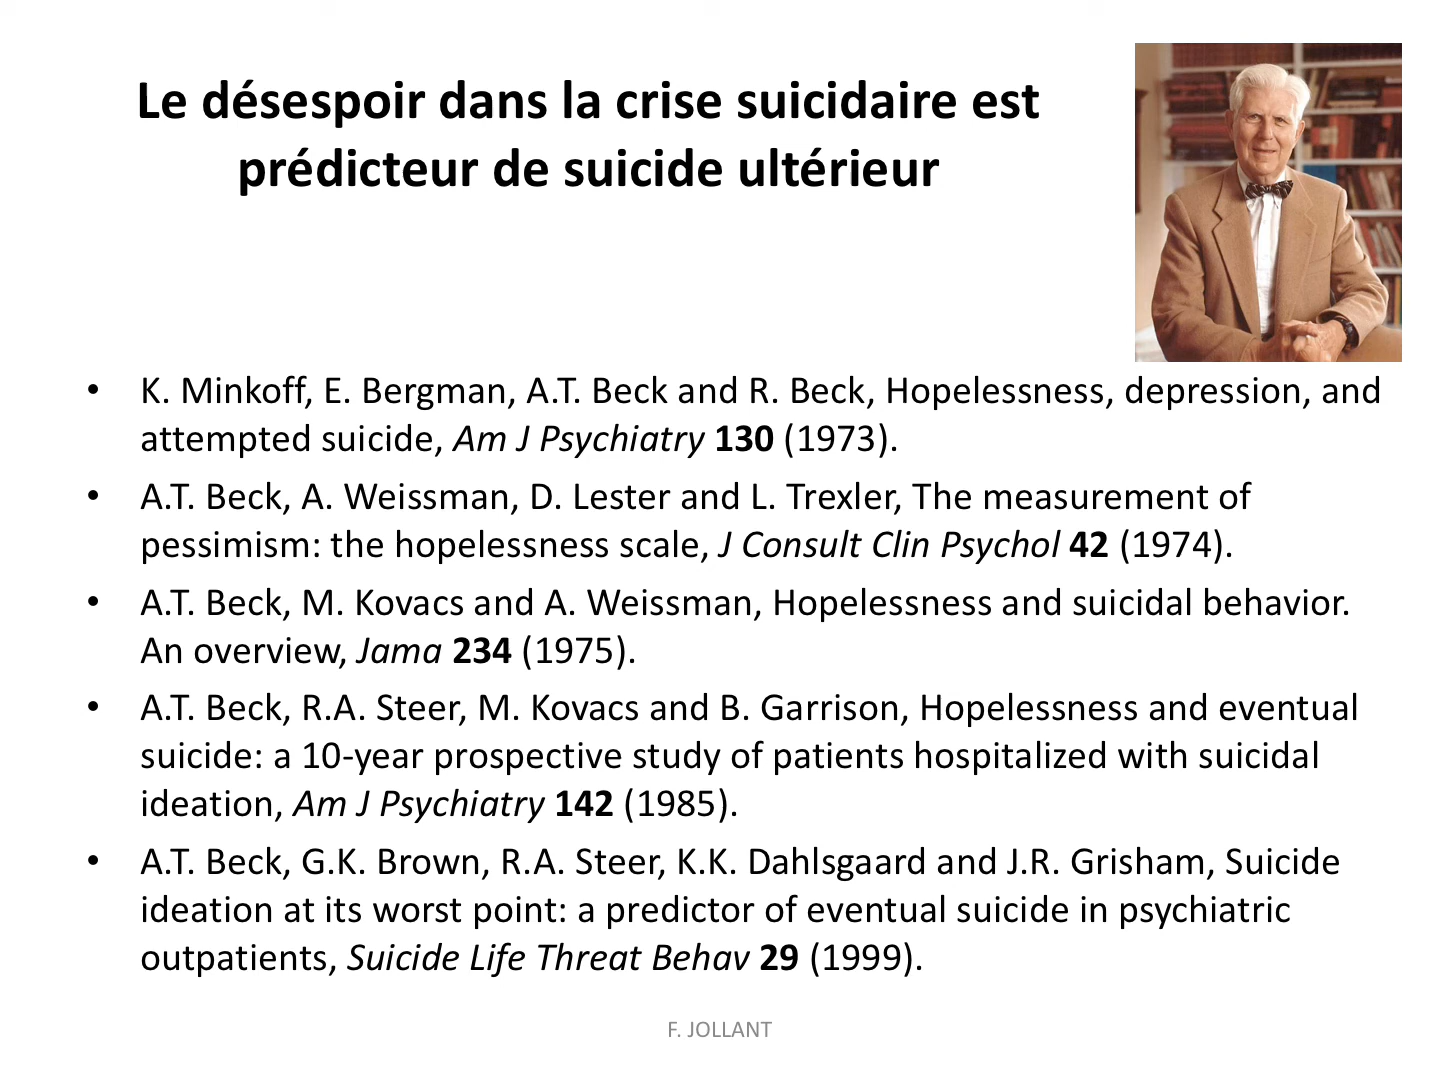 Le désespoir dans la crise suicidaire est
prédicteur de suicide ultérieur
• K. Minkoff, E. Bergman, A.T. Beck and R. Beck, Hopelessness, depression, and
attempted suicide, Am J Psychiatry 130 (1973).
• A.T. Beck, A. Weissman, D. Lester and L. Trexler, The measurement of
pessimism: the hopelessness scale, J Consult Clin Psychol 42 (1974).
• A.T. Beck, M. Kovacs and A. Weissman, Hopelessness and suicidal behavior.
An overview, Jama 234 (1975).
• A.T. Beck, R.A. Steer, M. Kovacs and B. Garrison, Hopelessness and eventual
suicide: a 10-year prospective study of patients hospitalized with suicidal
ideation, Am J Psychiatry 142 (1985).
• A.T. Beck, G.K. Brown, R.A. Steer, K.K. Dahlsgaard and J.R. Grisham, Suicide
ideation at its worst point: a predictor of eventual suicide in psychiatric
outpatients, Suicide Life Threat Behav 29 (1999).
F. JOLLANT